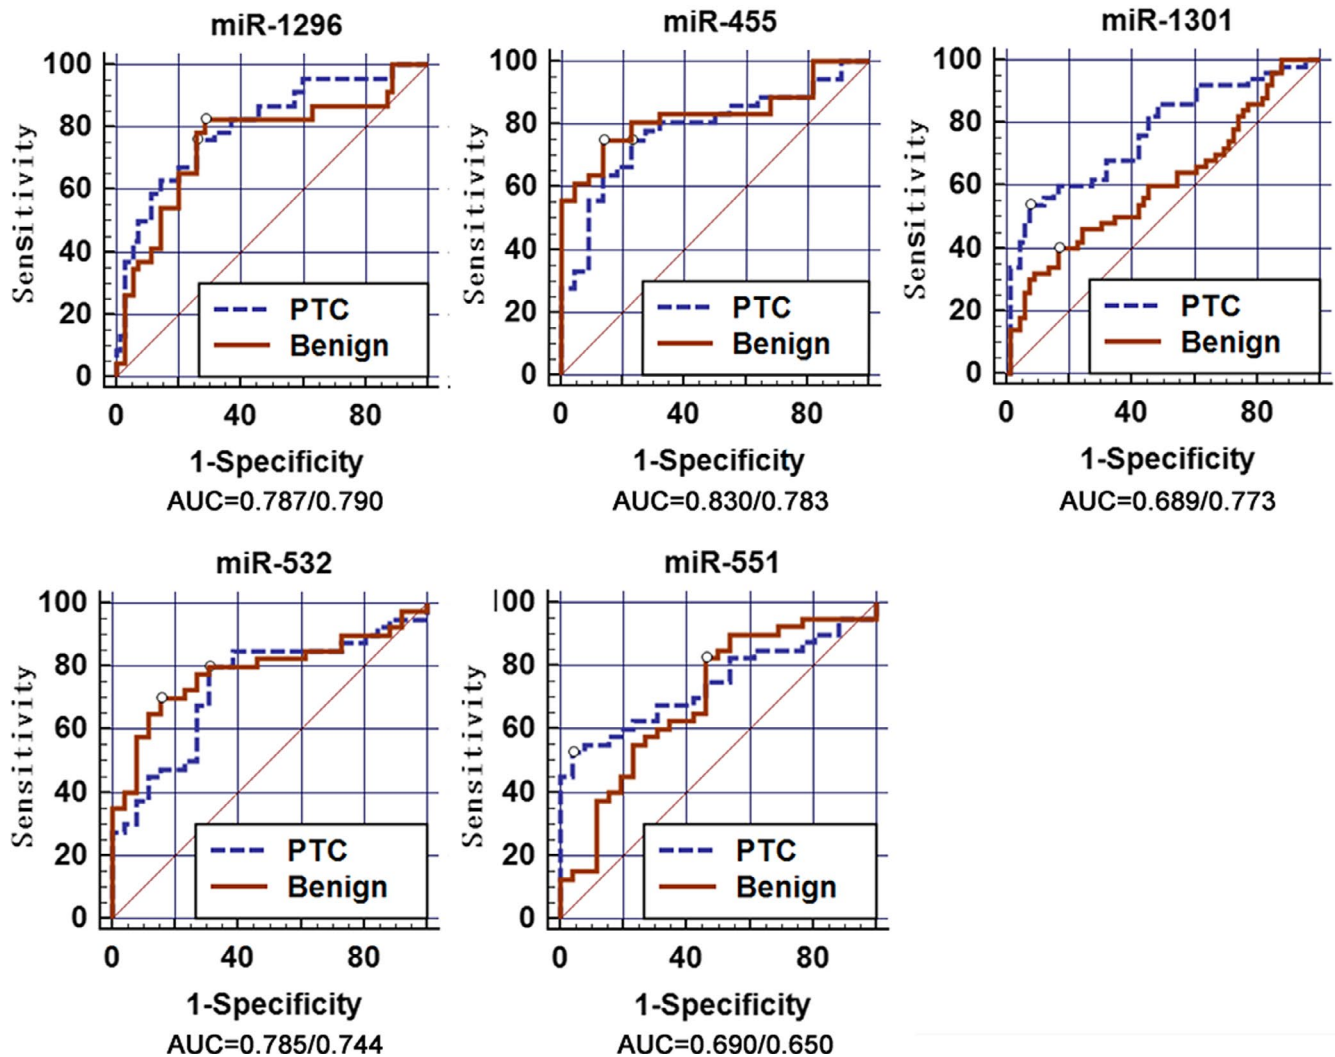 miR-1296
Sensitivity
100
80
60
40
20
0
PTC
Benign
0 40 80
1-Specificity
AUC=0.787/0.790
miR-455
Sensitivity
100
80
60
40
20
0
PTC
Benign
0 40 80
1-Specificity
AUC=0.830/0.783
miR-1301
Sensitivity
100
80
60
40
20
0
PTC
Benign
0 40 80
1-Specificity
AUC=0.689/0.773
miR-532
Sensitivity
100
80
60
40
20
0
PTC
Benign
0 40 80
1-Specificity
AUC=0.785/0.744
miR-551
Sensitivity
100
80
60
40
20
0
PTC
Benign
0 40 80
1-Specificity
AUC=0.690/0.650